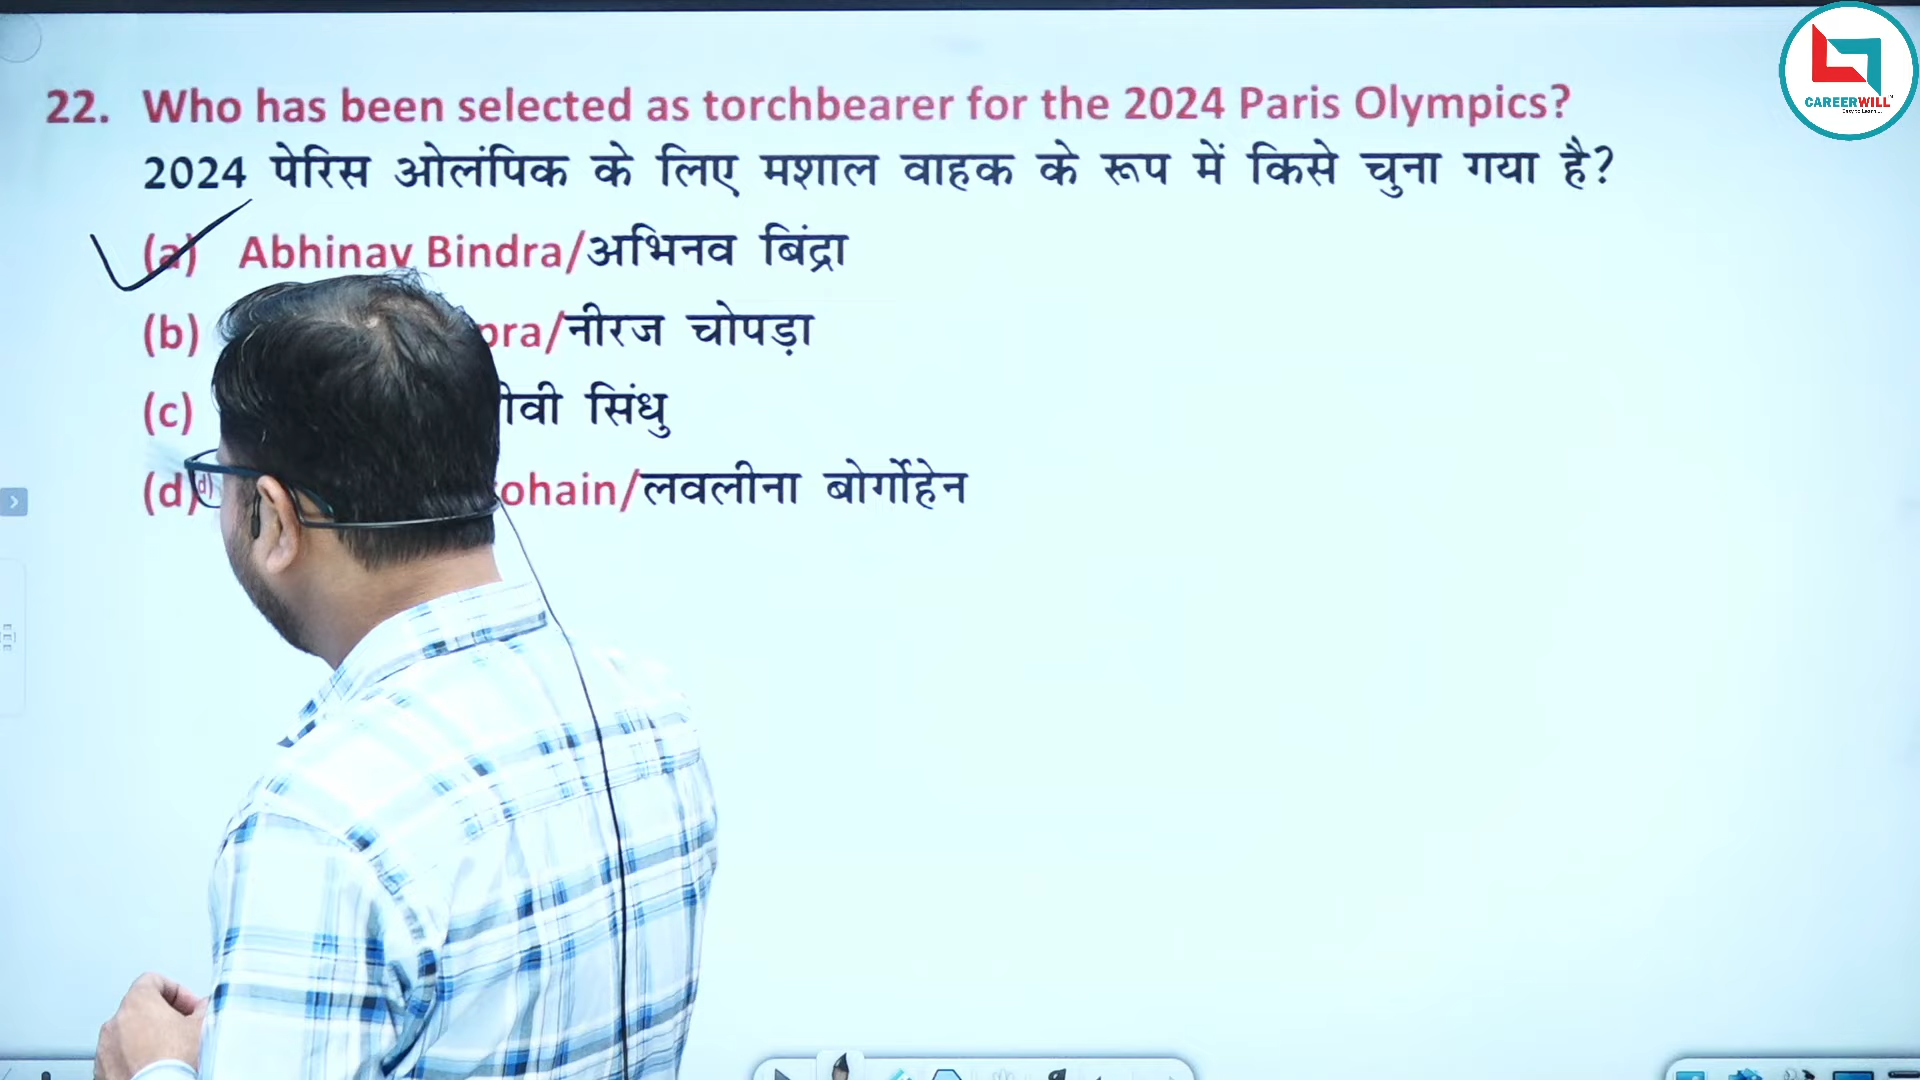 22. Who has been selected as torchbearer for the 2024 Paris Olympics?
2024 पेरिस ओलंपिक के लिए मशाल वाहक के रूप में किसे चुना गया है?
(a) Abhinav Bindra/अभिनव बिंद्रा
(b) pra/नीरज चोपड़ा
(c) वी सिंधु
(d) ohain/लवलीना बोर्गोहेन
CAREERWILL